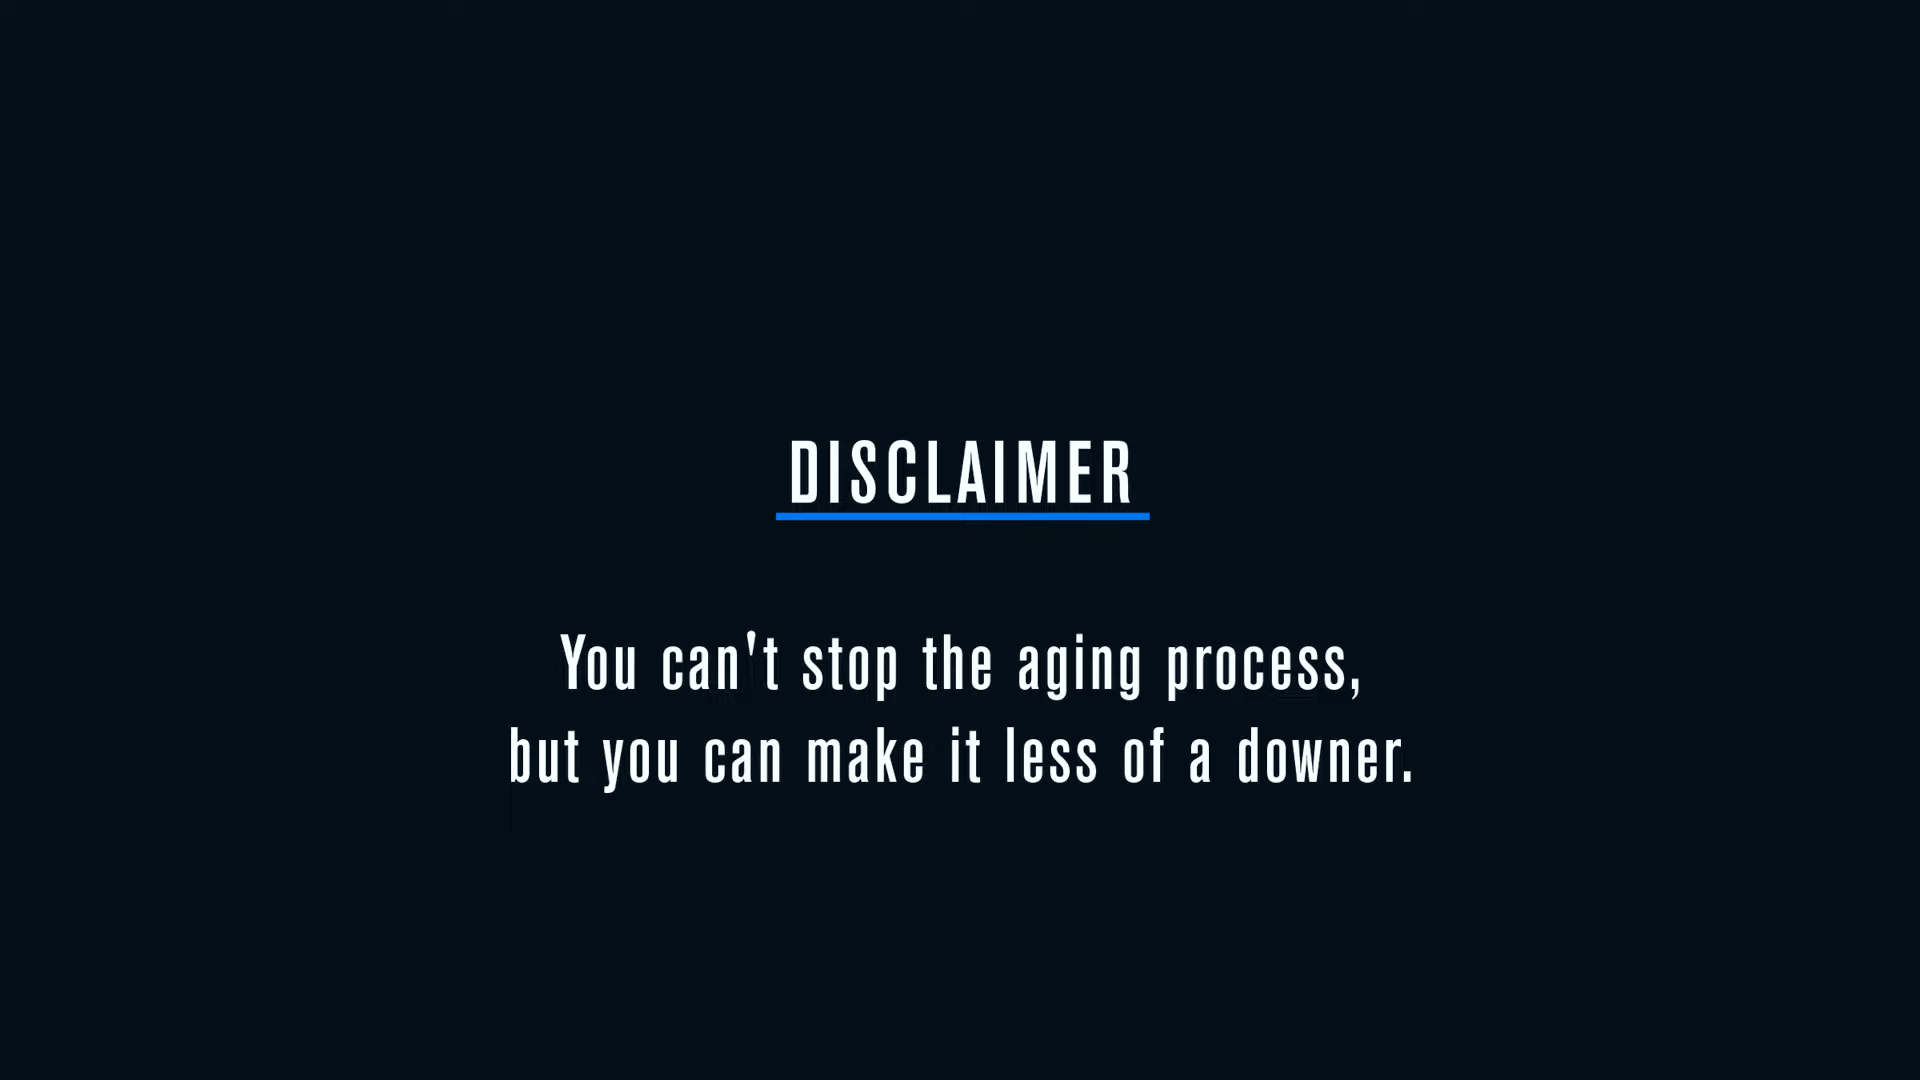 DISCLAIMER
You can't stop the aging process,
but you can make it less of a downer.